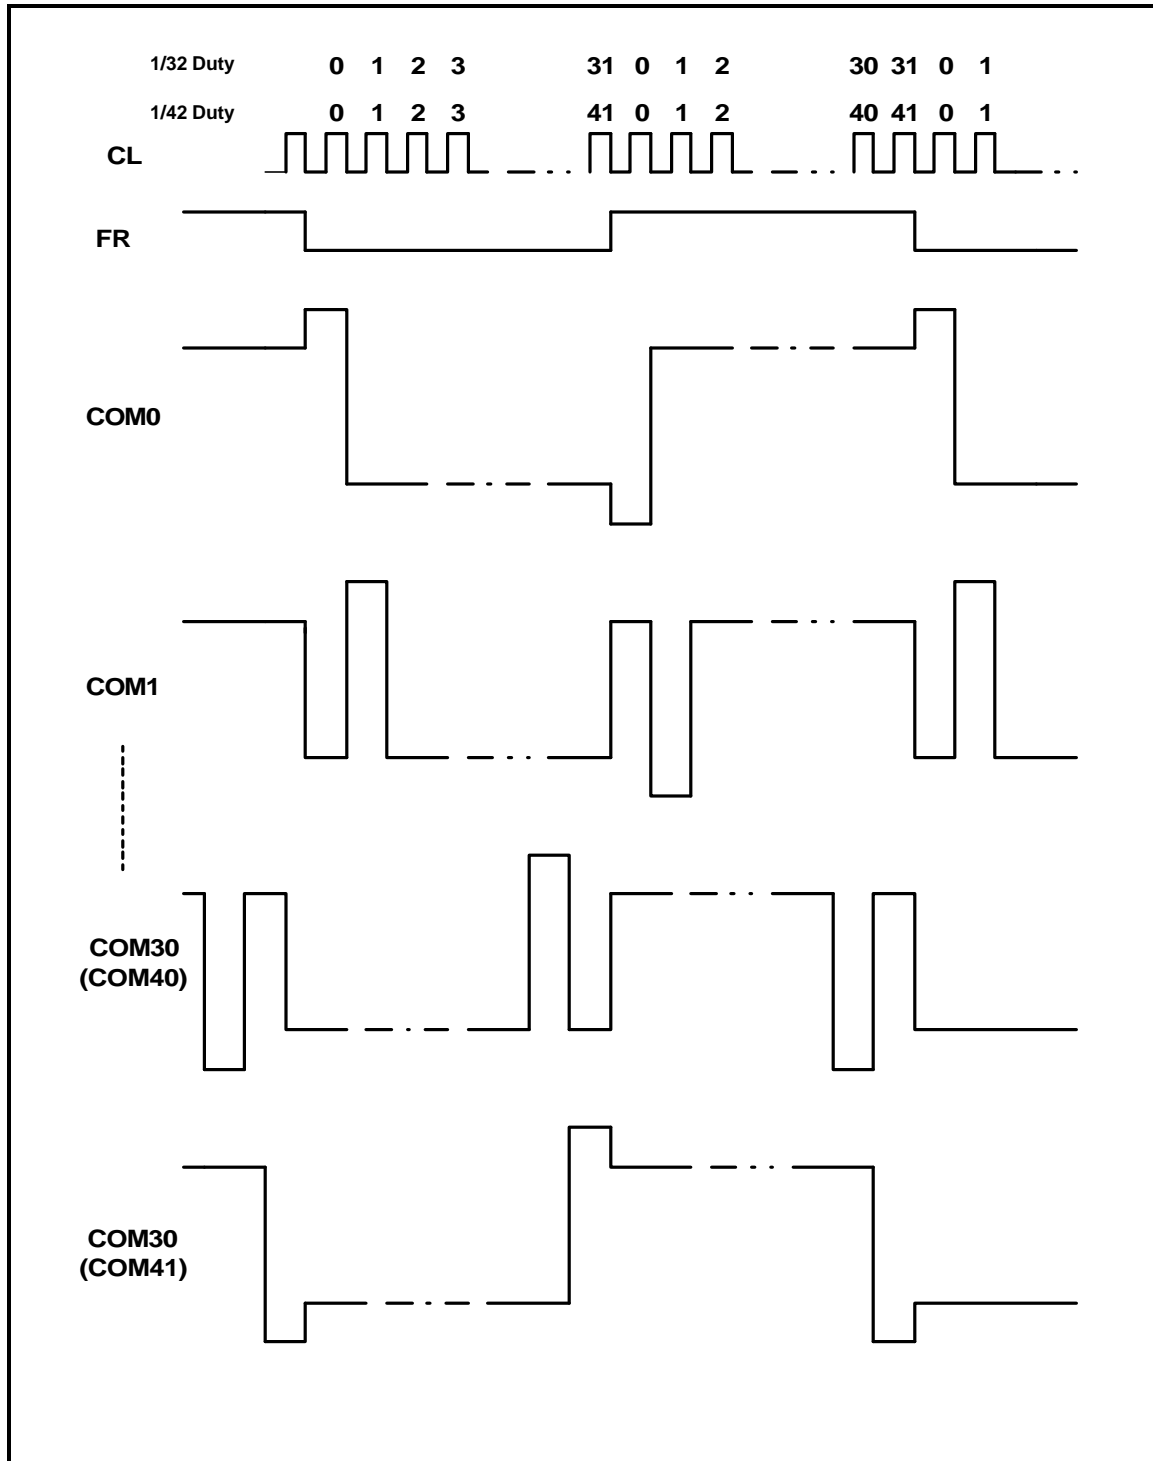 1/32 Duty 0 1 2 3 31 0 1 2 30 31 0 1
1/42 Duty 0 1 2 3 41 0 1 2 40 41 0 1
CL
FR
COM0
COM1
COM30
(COM40)
COM30
(COM41)